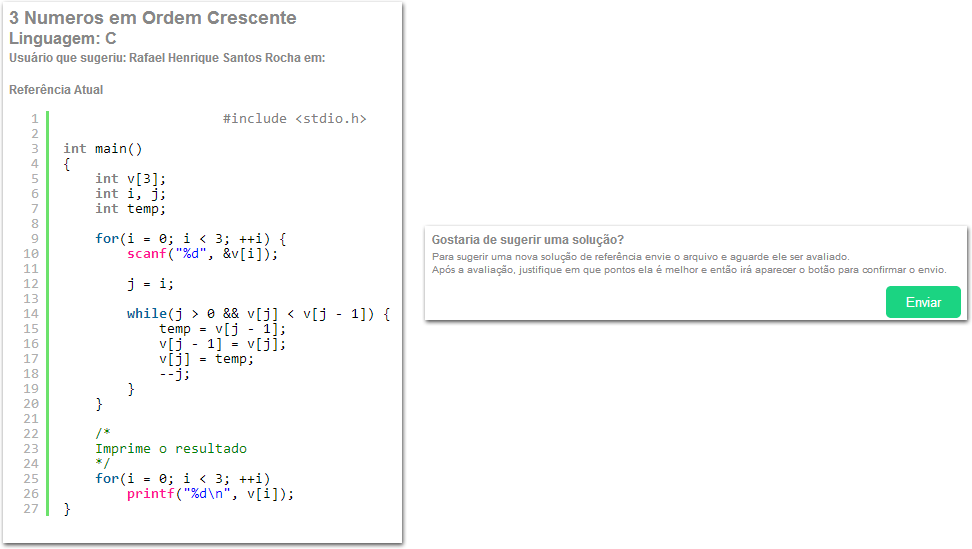 3 Numeros em Ordem Crescente
Linguagem: C
Usuário que sugeriu: Rafael Henrique Santos Rocha em:
Referência Atual
1 #include <stdio.h>
2
3 int main()
4 {
5 int v[3];
6 int i, j;
7 int temp;
8
9 for(i = 0; i < 3; ++i) {
10 scanf("%d", &v[i]);
11
12 j = i;
13
14 while(j > 0 && v[j] < v[j - 1]) {
15 temp = v[j - 1];
16 v[j - 1] = v[j];
17 v[j] = temp;
18 --j;
19 }
20 }
21
22 /*
23 Imprime o resultado
24 */
25 for(i = 0; i < 3; ++i)
26 printf("%d\n", v[i]);
27 }
Gostaria de sugerir uma solução?
Para sugerir uma nova solução de referência envie o arquivo e aguarde ele ser avaliado.
Após a avaliação, justifique em que pontos ela é melhor e então irá aparecer o botão para confirmar o envio.
Enviar